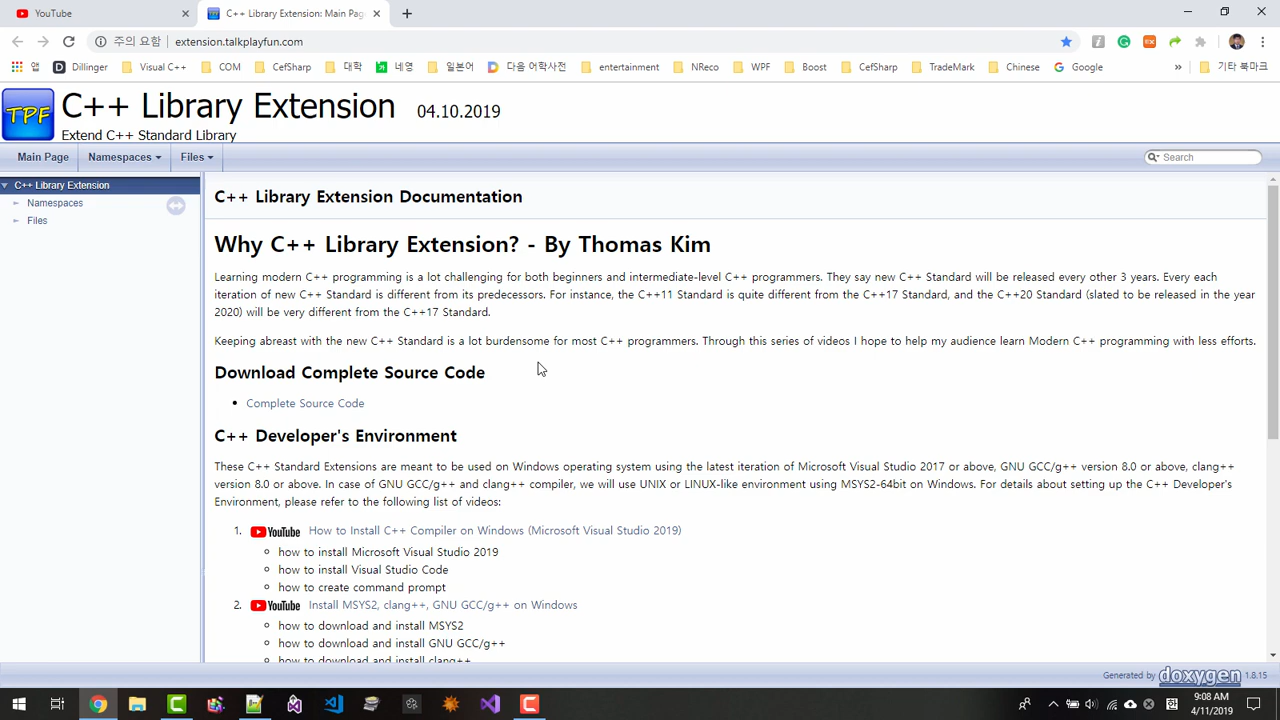 YouTube
C++ Library Extension: Main Pag
주의 요함
extension.talkplayfun.com
앱
Dillinger
Visual C++
COM
CefSharp
대학
네영
일본어
다음 어학사전
entertainment
NReco
WPF
Boost
CefSharp
TradeMark
Chinese
Google
»
기타 북마크
TPF
C++ Library Extension 04.10.2019
Extend C++ Standard Library
Main Page
Namespaces
Files
Search
C++ Library Extension
Namespaces
Files
C++ Library Extension Documentation
Why C++ Library Extension? - By Thomas Kim
Learning modern C++ programming is a lot challenging for both beginners and intermediate-level C++ programmers. They say new C++ Standard will be released every other 3 years. Every each
iteration of new C++ Standard is different from its predecessors. For instance, the C++11 Standard is quite different from the C++17 Standard, and the C++20 Standard (slated to be released in the year
2020) will be very different from the C++17 Standard.
Keeping abreast with the new C++ Standard is a lot burdensome for most C++ programmers. Through this series of videos I hope to help my audience learn Modern C++ programming with less efforts.
Download Complete Source Code
Complete Source Code
C++ Developer's Environment
These C++ Standard Extensions are meant to be used on Windows operating system using the latest iteration of Microsoft Visual Studio 2017 or above, GNU GCC/g++ version 8.0 or above, clang++
version 8.0 or above. In case of GNU GCC/g++ and clang++ compiler, we will use UNIX or LINUX-like environment using MSYS2-64bit on Windows. For details about setting up the C++ Developer's
Environment, please refer to the following list of videos:
1. YouTube How to Install C++ Compiler on Windows (Microsoft Visual Studio 2019)
how to install Microsoft Visual Studio 2019
how to install Visual Studio Code
how to create command prompt
2. YouTube Install MSYS2, clang++, GNU GCC/g++ on Windows
how to download and install MSYS2
how to download and install GNU GCC/g++
how to download and install clang++
Generated by doxygen 1.8.15
9:08 AM
4/11/2019